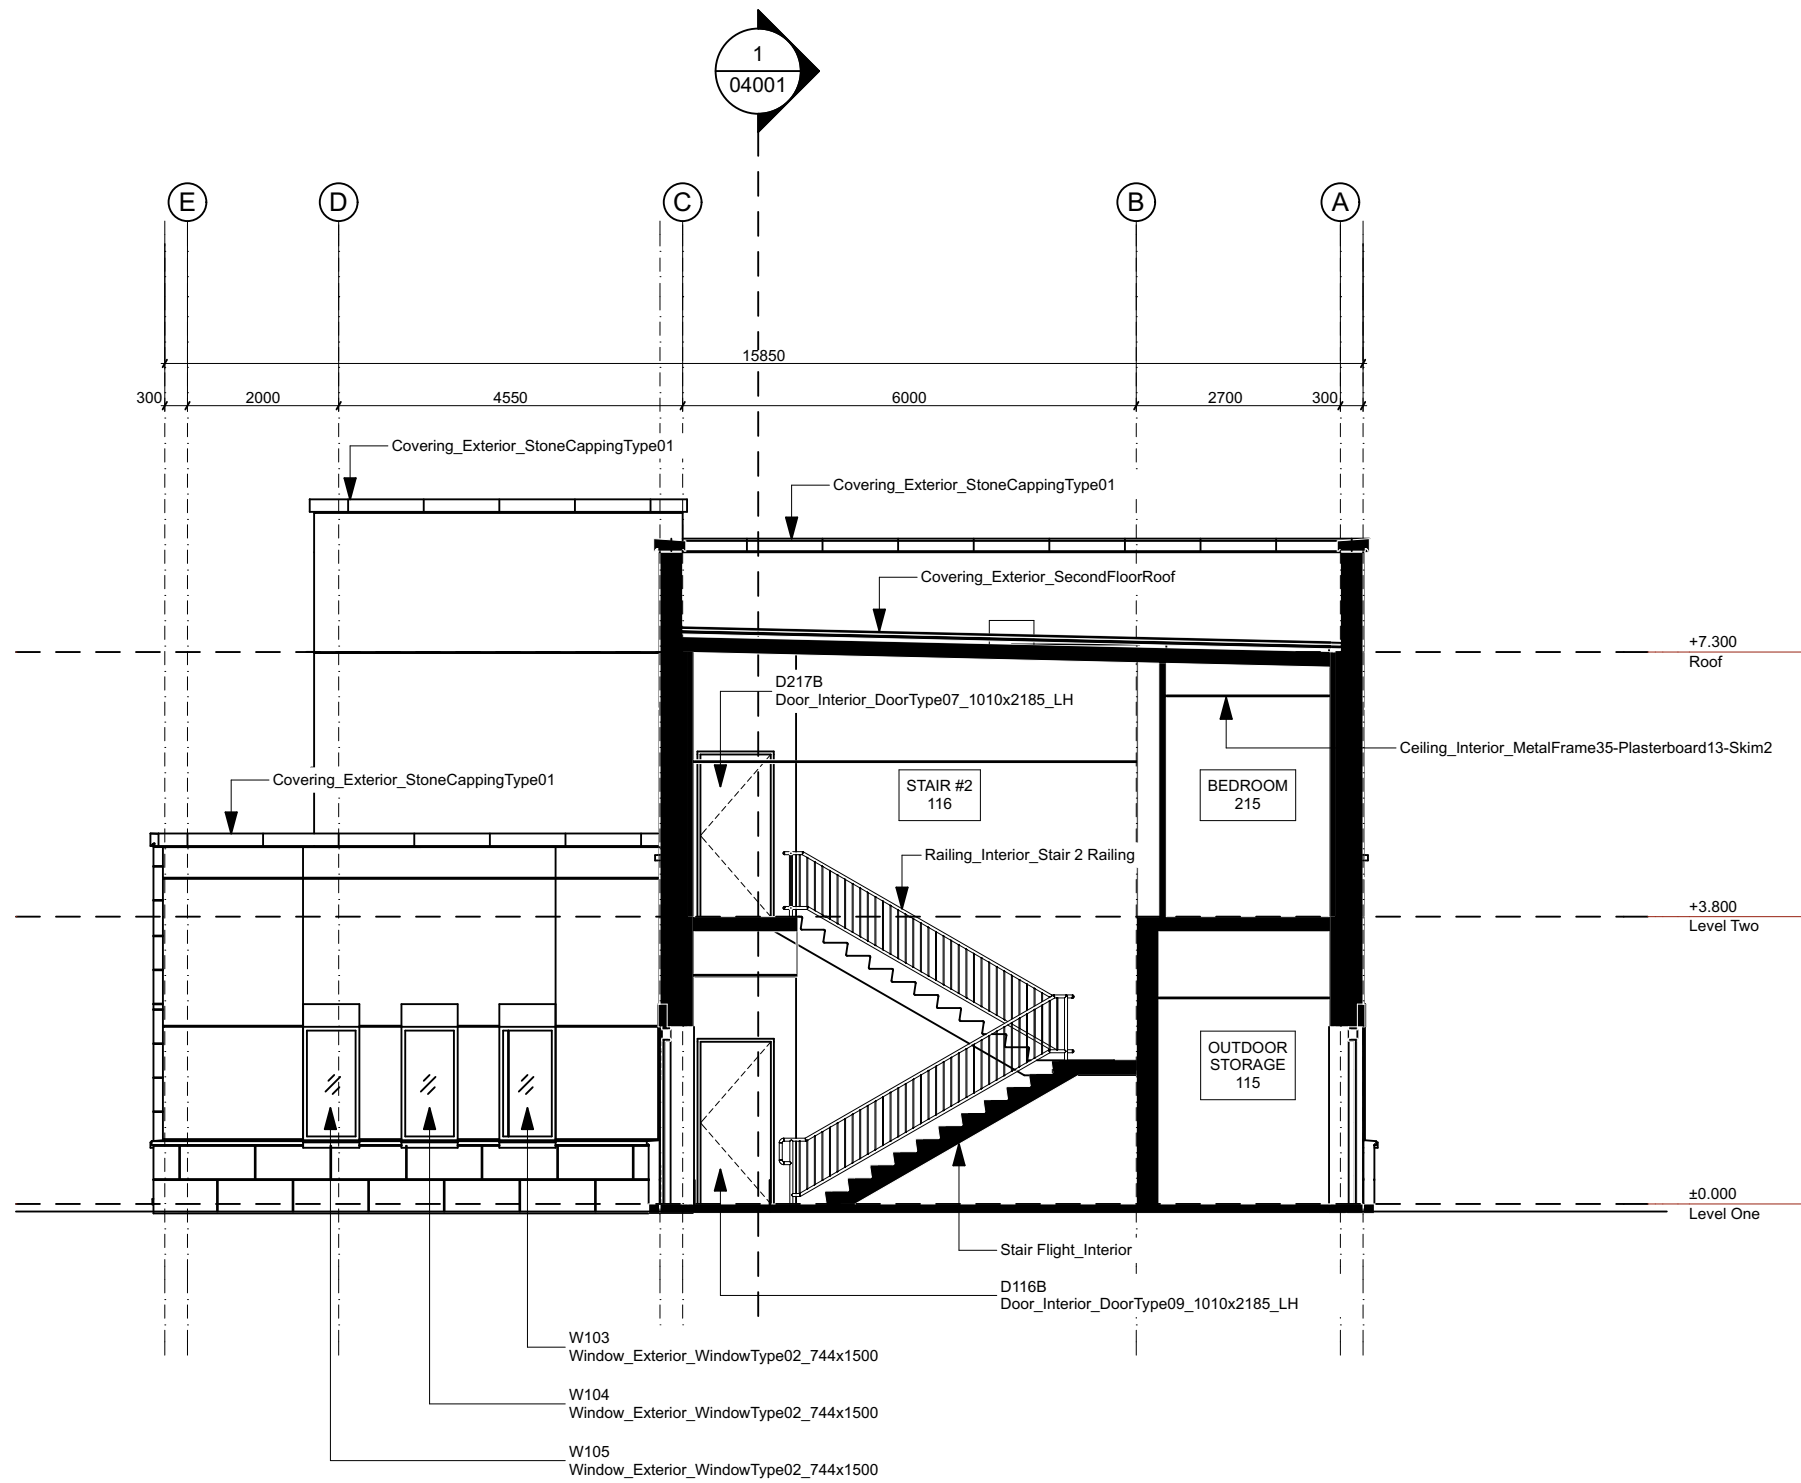 1
04001
E
D
C
B
A
15850
300
2000
4550
6000
2700
300
Covering_Exterior_StoneCappingType01
Covering_Exterior_StoneCappingType01
Covering_Exterior_SecondFloorRoof
+7.300
Roof
D217B
Door_Interior_DoorType07_1010x2185_LH
Ceiling_Interior_MetalFrame35-Plasterboard13-Skim2
Covering_Exterior_StoneCappingType01
STAIR #2
116
BEDROOM
215
Railing_Interior_Stair 2 Railing
+3.800
Level Two
OUTDOOR
STORAGE
115
±0.000
Level One
Stair Flight_Interior
D116B
Door_Interior_DoorType09_1010x2185_LH
W103
Window_Exterior_WindowType02_744x1500
W104
Window_Exterior_WindowType02_744x1500
W105
Window_Exterior_WindowType02_744x1500